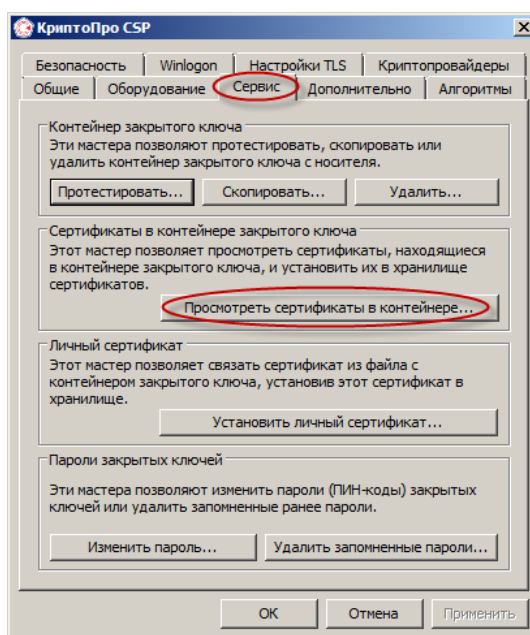 КриптоПро CSP
Безопасность Winlogon Настройки TLS Криптопровайдеры
Общие Оборудование Сервис Дополнительно Алгоритмы
Контейнер закрытого ключа
Эти мастера позволяют протестировать, скопировать или
удалить контейнер закрытого ключа с носителя.
Протестировать... Скопировать... Удалить...
Сертификаты в контейнере закрытого ключа
Этот мастер позволяет просмотреть сертификаты, находящиеся
в контейнере закрытого ключа, и установить их в хранилище
сертификатов.
Просмотреть сертификаты в контейнере...
Личный сертификат
Этот мастер позволяет связать сертификат из файла с
контейнером закрытого ключа, установив этот сертификат в
хранилище.
Установить личный сертификат...
Пароли закрытых ключей
Эти мастера позволяют изменить пароли (ПИН-коды) закрытых
ключей или удалить запомненные ранее пароли.
Изменить пароль... Удалить запомненные пароли...
ОК Отмена Применить